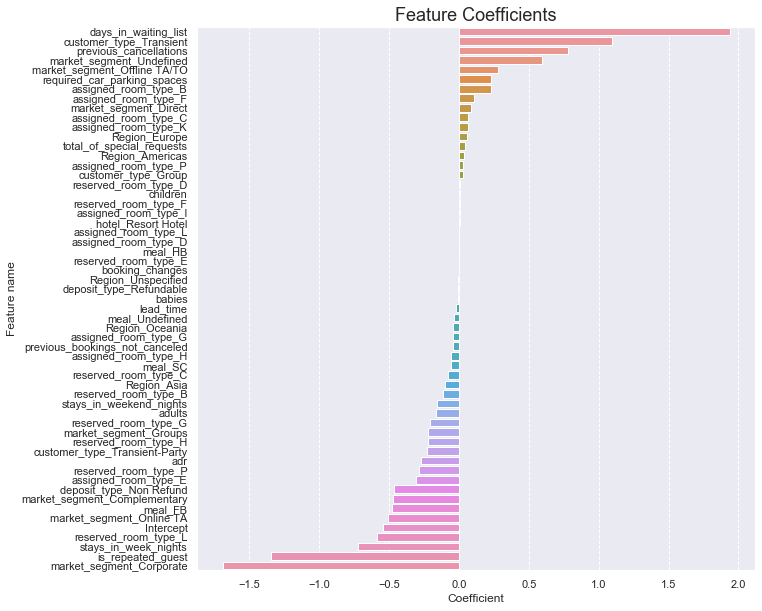 Feature Coefficients
days_in_waiting_list
customer_type_Transient
previous_cancellations
market_segment_Undefined
market_segment_Offline TA/TO
required_car_parking_spaces
assigned_room_type_B
assigned_room_type_F
market_segment_Direct
assigned_room_type_C
assigned_room_type_K
Region_Europe
total_of_special_requests
Region_Americas
assigned_room_type_P
customer_type_Group
reserved_room_type_D
children
reserved_room_type_F
assigned_room_type_I
hotel_Resort Hotel
assigned_room_type_L
assigned_room_type_D
meal_HB
reserved_room_type_E
booking_changes
Region_Unspecified
deposit_type_Refundable
babies
lead_time
meal_Undefined
Region_Oceania
assigned_room_type_G
previous_bookings_not_canceled
assigned_room_type_H
meal_SC
reserved_room_type_C
Region_Asia
reserved_room_type_B
stays_in_weekend_nights
adults
reserved_room_type_G
market_segment_Groups
reserved_room_type_H
customer_type_Transient-Party
adr
reserved_room_type_P
assigned_room_type_E
deposit_type_Non Refund
market_segment_Complementary
meal_FB
market_segment_Online TA
Intercept
reserved_room_type_L
stays_in_week_nights
is_repeated_guest
market_segment_Corporate
Feature name
−1.5 −1.0 −0.5 0.0 0.5 1.0 1.5 2.0
Coefficient